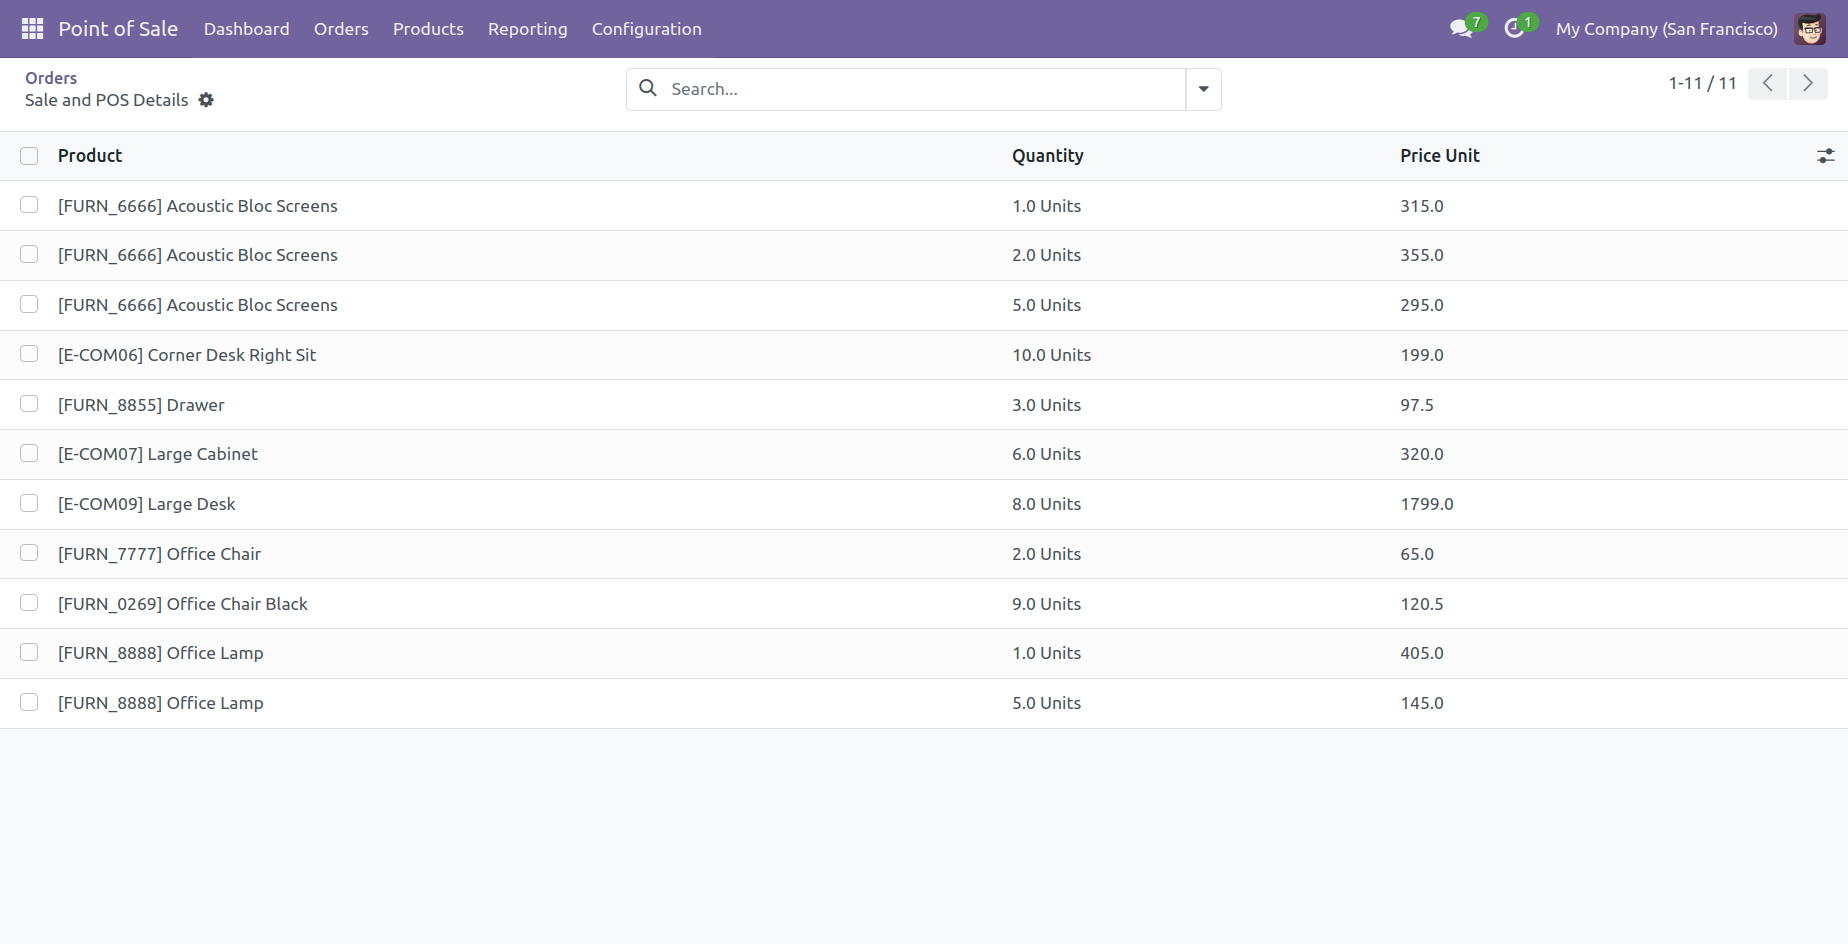 Point of Sale Dashboard Orders Products Reporting Configuration 7 1 My Company (San Francisco)
Orders
Sale and POS Details
Search...
1-11 / 11
Product Quantity Price Unit
[FURN_6666] Acoustic Bloc Screens 1.0 Units 315.0
[FURN_6666] Acoustic Bloc Screens 2.0 Units 355.0
[FURN_6666] Acoustic Bloc Screens 5.0 Units 295.0
[E-COM06] Corner Desk Right Sit 10.0 Units 199.0
[FURN_8855] Drawer 3.0 Units 97.5
[E-COM07] Large Cabinet 6.0 Units 320.0
[E-COM09] Large Desk 8.0 Units 1799.0
[FURN_7777] Office Chair 2.0 Units 65.0
[FURN_0269] Office Chair Black 9.0 Units 120.5
[FURN_8888] Office Lamp 1.0 Units 405.0
[FURN_8888] Office Lamp 5.0 Units 145.0